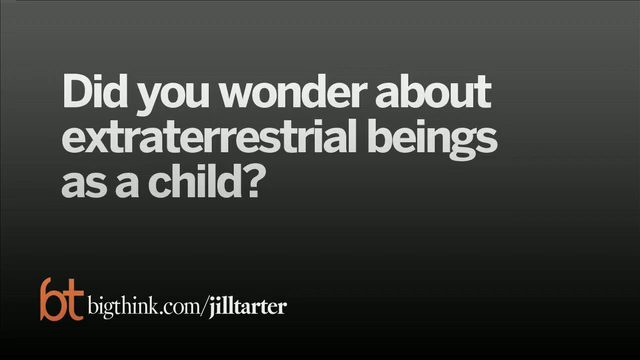 Did you wonder about
extraterrestrial beings
as a child?
bt bigthink.com/jilltarter